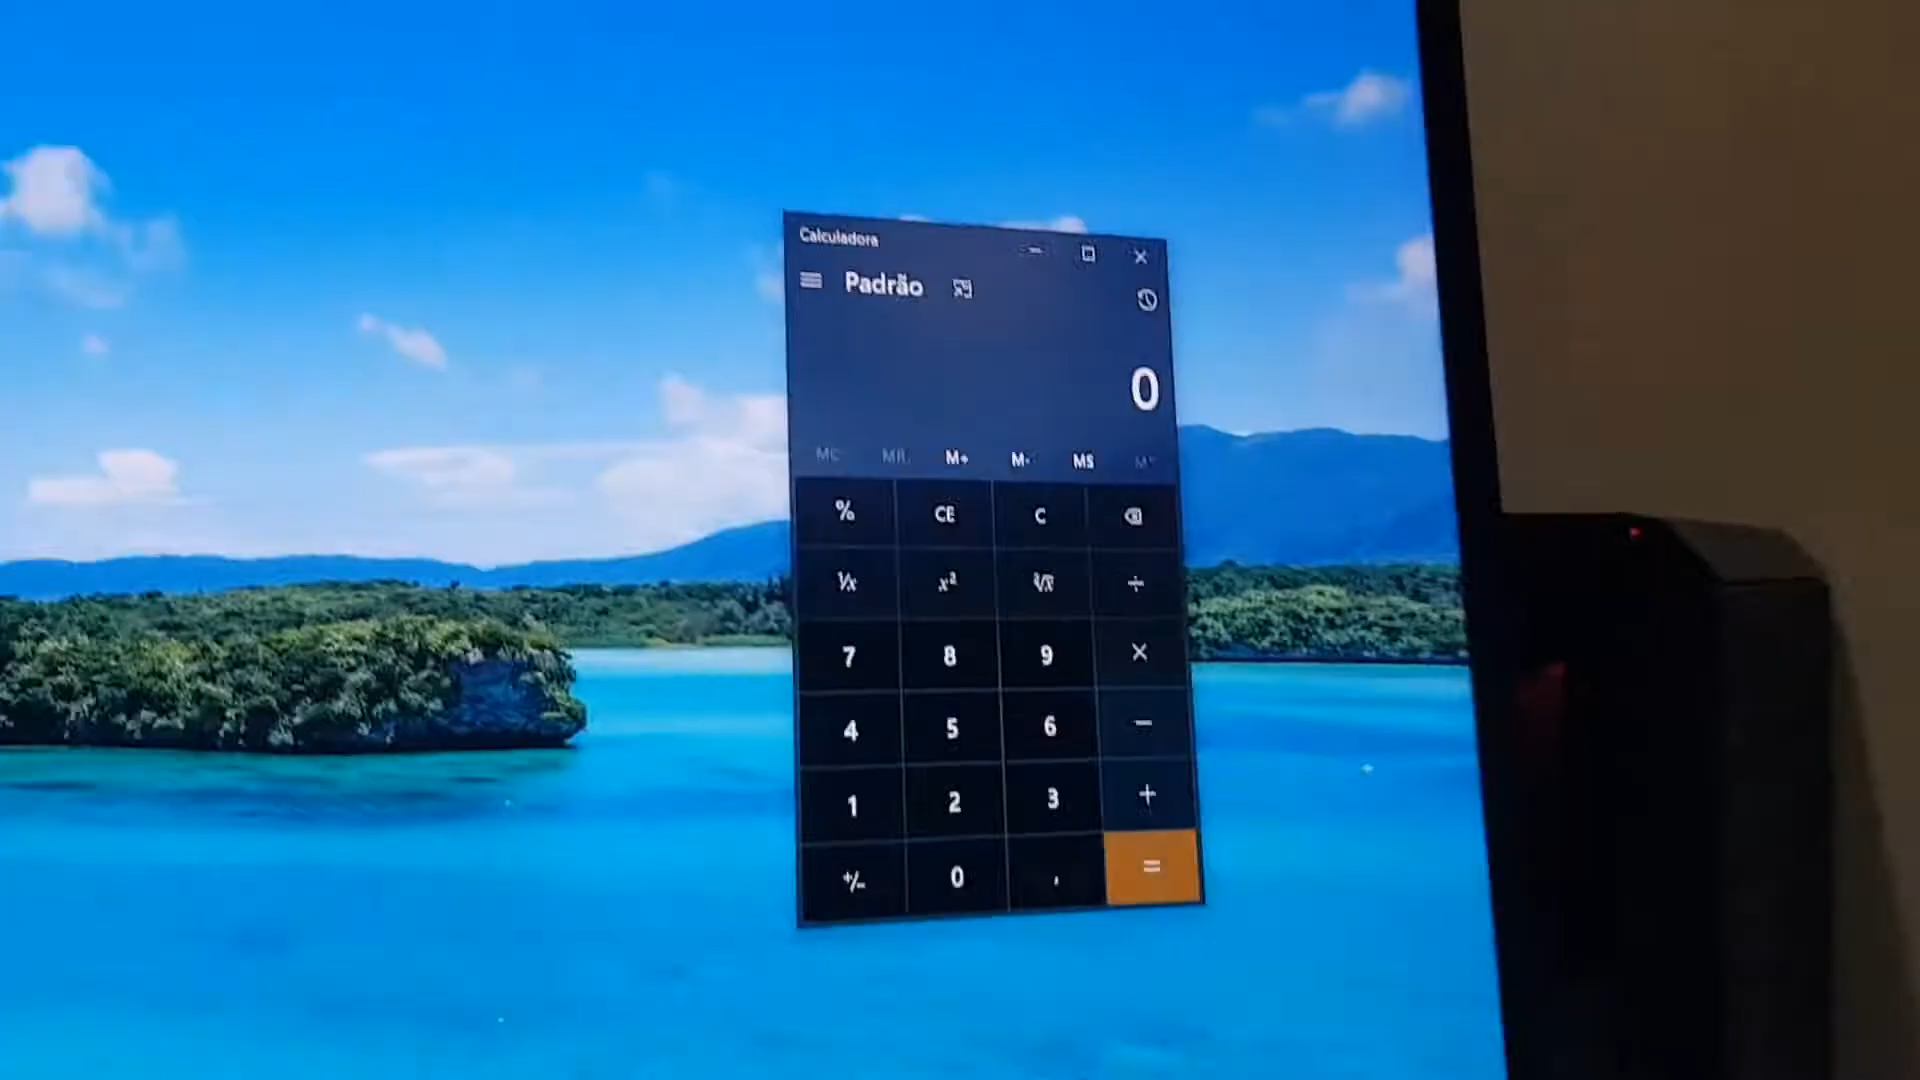 Calculadora
Padrão
0
MC MR M+ M- MS M
% CE C
¹/x x² ²√x ÷
7 8 9 ×
4 5 6 −
1 2 3 +
+/- 0 , =